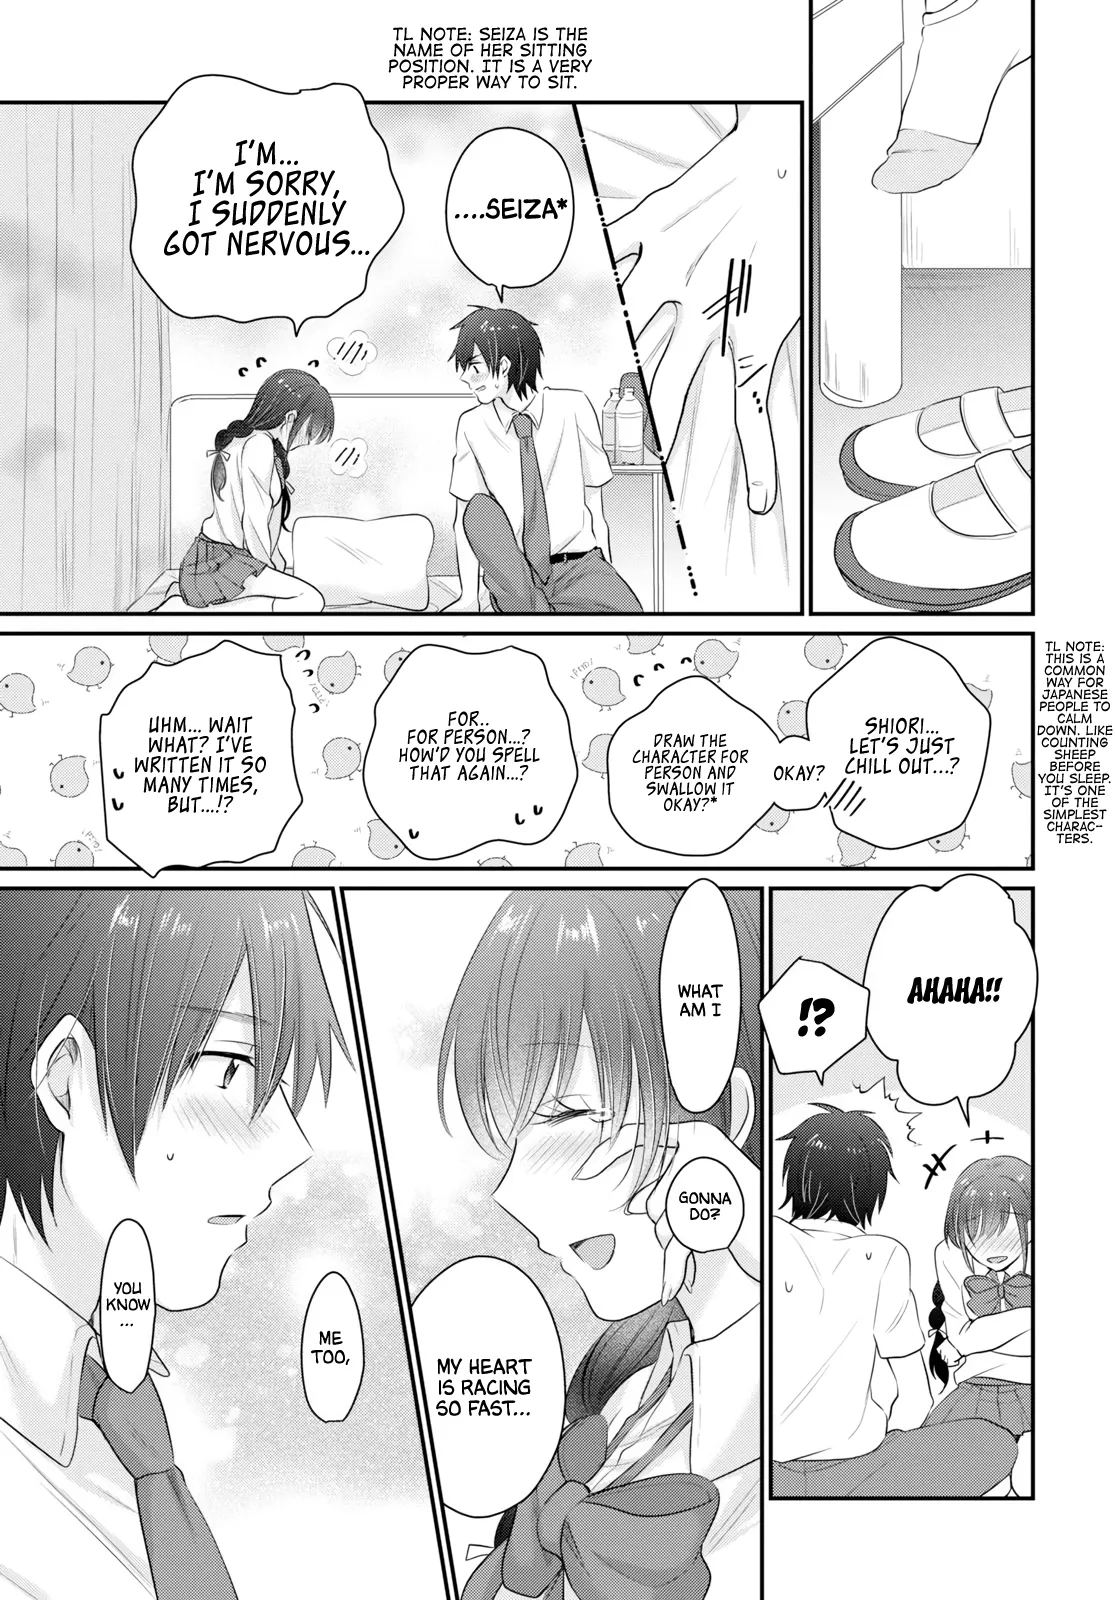 TL NOTE: SEIZA IS THE
NAME OF HER SITTING
POSITION. IT IS A VERY
PROPER WAY TO SIT.
....SEIZA*
I'M...
I'M SORRY,
I SUDDENLY
GOT NERVOUS...
TL NOTE:
THIS IS A
COMMON
WAY FOR
JAPANESE
PEOPLE TO
CALM
DOWN. LIKE
COUNTING
SHEEP
BEFORE
YOU SLEEP.
IT'S ONE
OF THE
SIMPLEST
CHARAC-
TERS.
SHIORI...
LET'S JUST
CHILL OUT...?
OKAY?
DRAW THE
CHARACTER FOR
PERSON AND
SWALLOW IT
OKAY?*
FOR..
FOR PERSON...?
HOW'D YOU SPELL
THAT AGAIN...?
UHM... WAIT
WHAT? I'VE
WRITTEN IT SO
MANY TIMES,
BUT...!?
AHAHA!!
!?
WHAT
AM I
GONNA
DO?
MY HEART
IS RACING
SO FAST...
ME
TOO,
YOU
KNOW
...